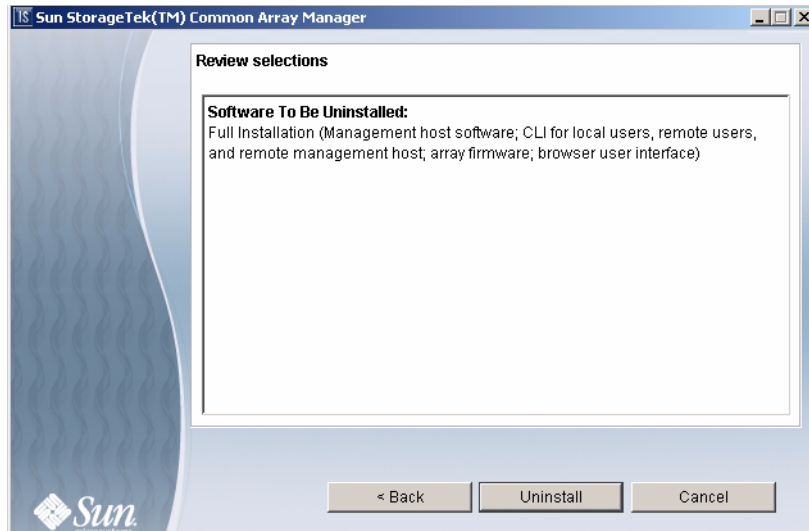 Sun StorageTek(TM) Common Array Manager
Review selections
Software To Be Uninstalled:
Full Installation (Management host software; CLI for local users, remote users,
and remote management host; array firmware; browser user interface)
< Back
Uninstall
Cancel
Sun